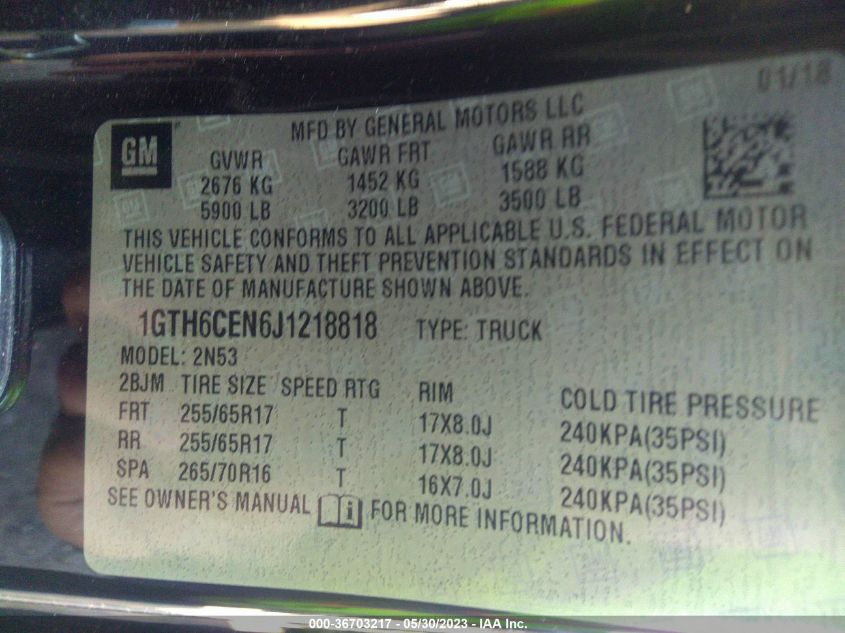 01/18
GM
MFD BY GENERAL MOTORS LLC
GVWR GAWR FRT GAWR RR
2676 KG 1452 KG 1588 KG
5900 LB 3200 LB 3500 LB
THIS VEHICLE CONFORMS TO ALL APPLICABLE U.S. FEDERAL MOTOR
VEHICLE SAFETY AND THEFT PREVENTION STANDARDS IN EFFECT ON
THE DATE OF MANUFACTURE SHOWN ABOVE.
1GTH6CEN6J1218818 TYPE: TRUCK
MODEL: 2N53
2BJM TIRE SIZE SPEED RTG RIM COLD TIRE PRESSURE
FRT 255/65R17 T 17X8.0J 240KPA(35PSI)
RR 255/65R17 T 17X8.0J 240KPA(35PSI)
SPA 265/70R16 T 16X7.0J 240KPA(35PSI)
SEE OWNER'S MANUAL FOR MORE INFORMATION.
000-36703217 - 05/30/2023 - IAA Inc.